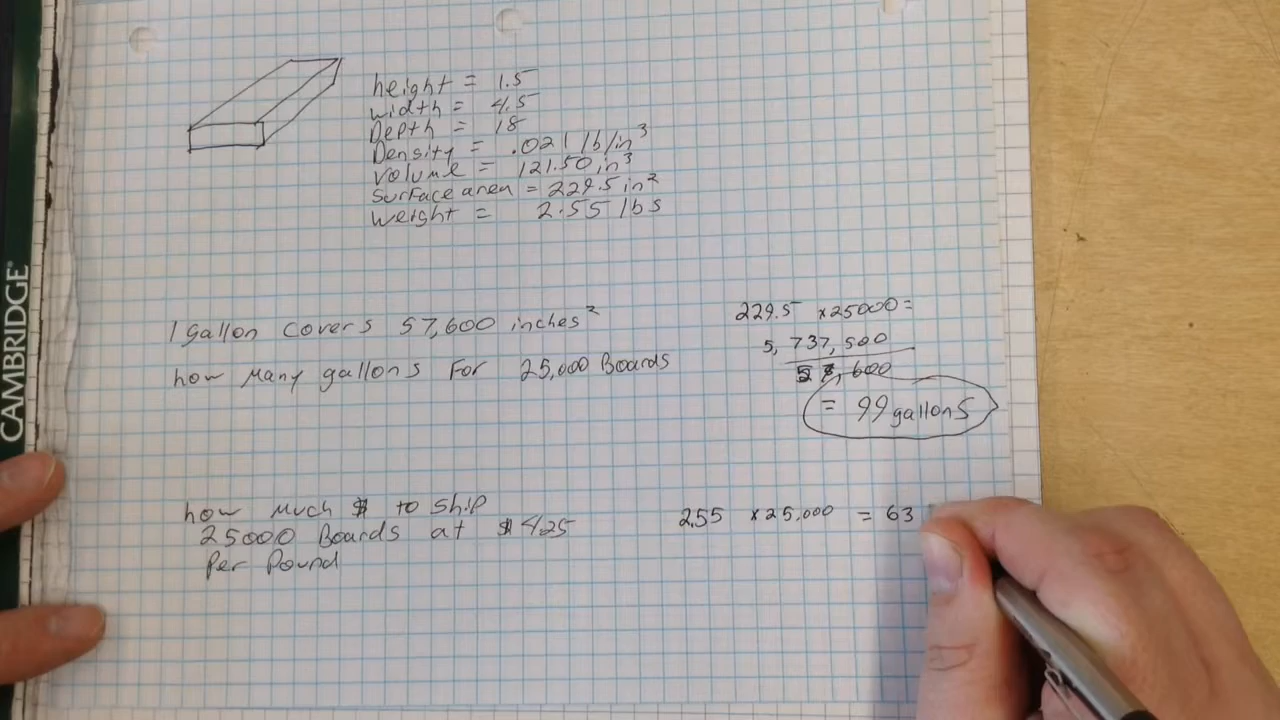 CAMBRIDGE
height = 1.5
width = 4.5
Depth = 18
Density = .021 lb/in³
Volume = 121.50 in³
Surface area = 229.5 in²
Weight = 2.55 lbs
1 Gallon covers 57,600 inches²
how Many gallons For 25,000 Boards
229.5 x25000=
5,737,500
57,600
= 99 gallons
how Much $ to Ship
25000 Boards at $4.25
Per Pound
2.55 x25,000 = 63